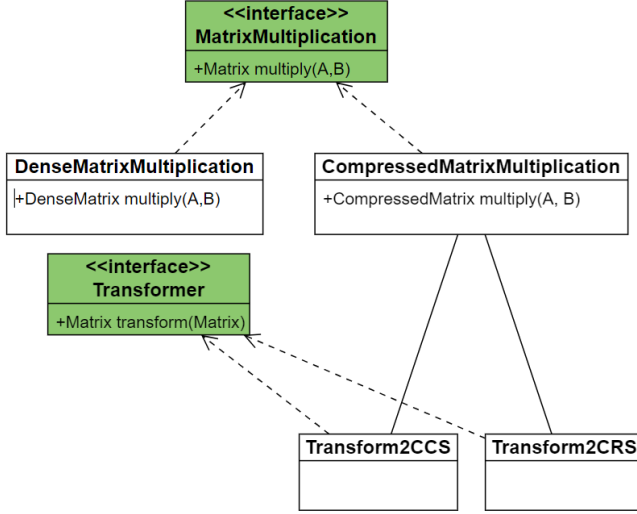 <<interface>>
MatrixMultiplication
+Matrix multiply(A,B)
DenseMatrixMultiplication
+DenseMatrix multiply(A,B)
CompressedMatrixMultiplication
+CompressedMatrix multiply(A, B)
<<interface>>
Transformer
+Matrix transform(Matrix)
Transform2CCS
Transform2CRS